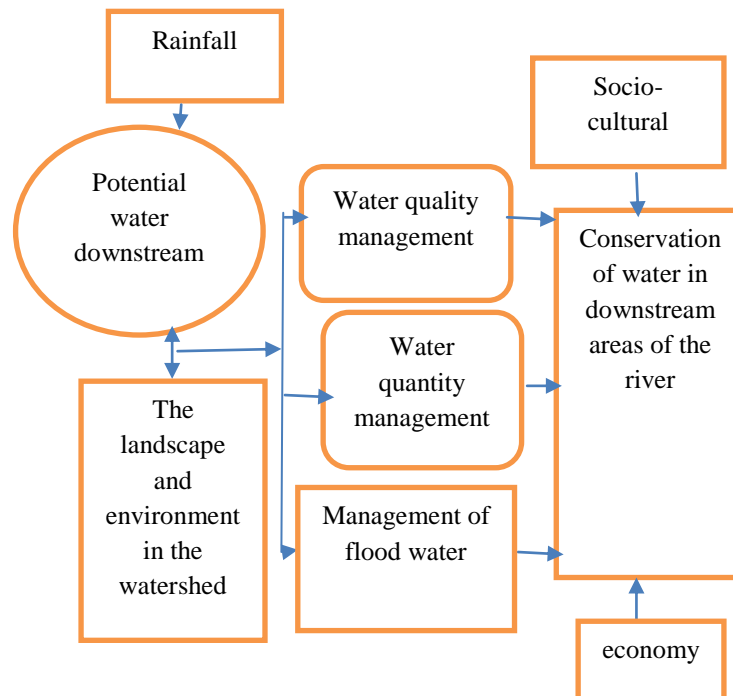 Rainfall
Potential
water
downstream
The
landscape
and
environment
in the
watershed
Water quality
management
Water
quantity
management
Management of
flood water
Socio-
cultural
Conservation
of water in
downstream
areas of the
river
economy